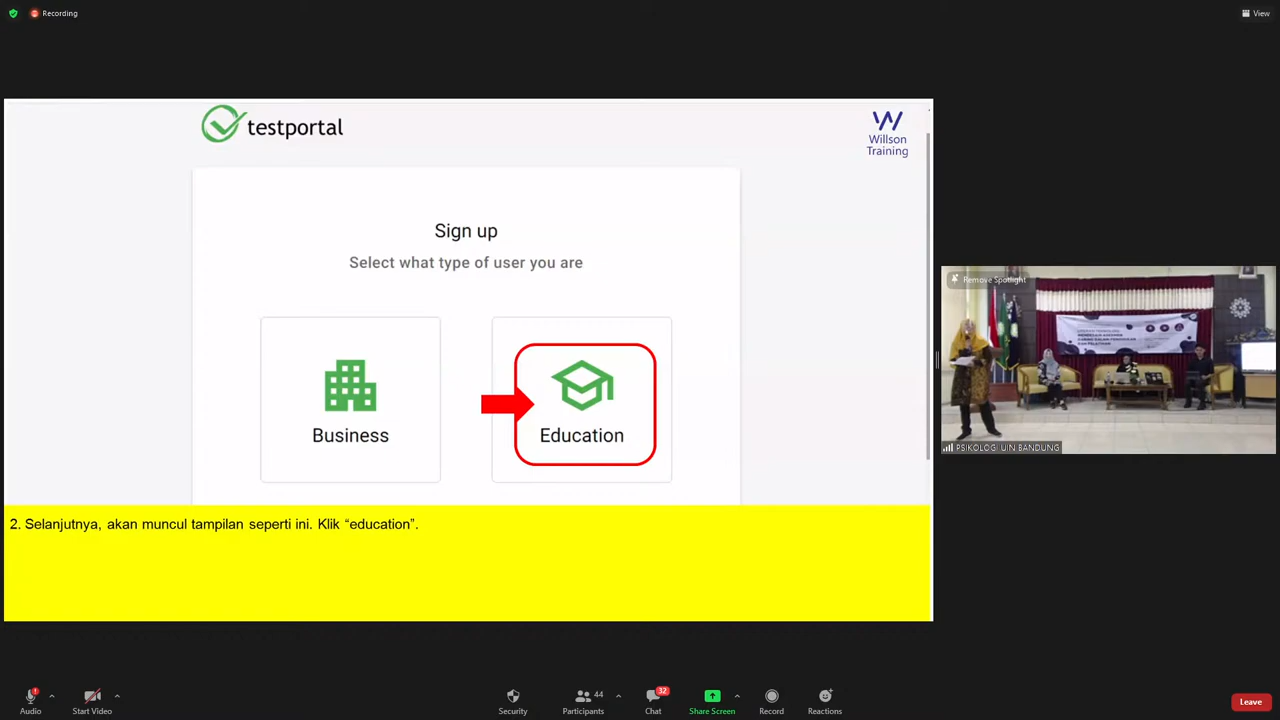 Recording
View
testportal
Willson
Training
Sign up
Select what type of user you are
Business
Education
2. Selanjutnya, akan muncul tampilan seperti ini. Klik “education”.
Remove Spotlight
PSIKOLOGI UIN BANDUNG
Audio
Start Video
Security
44
Participants
32
Chat
Share Screen
Record
Reactions
Leave